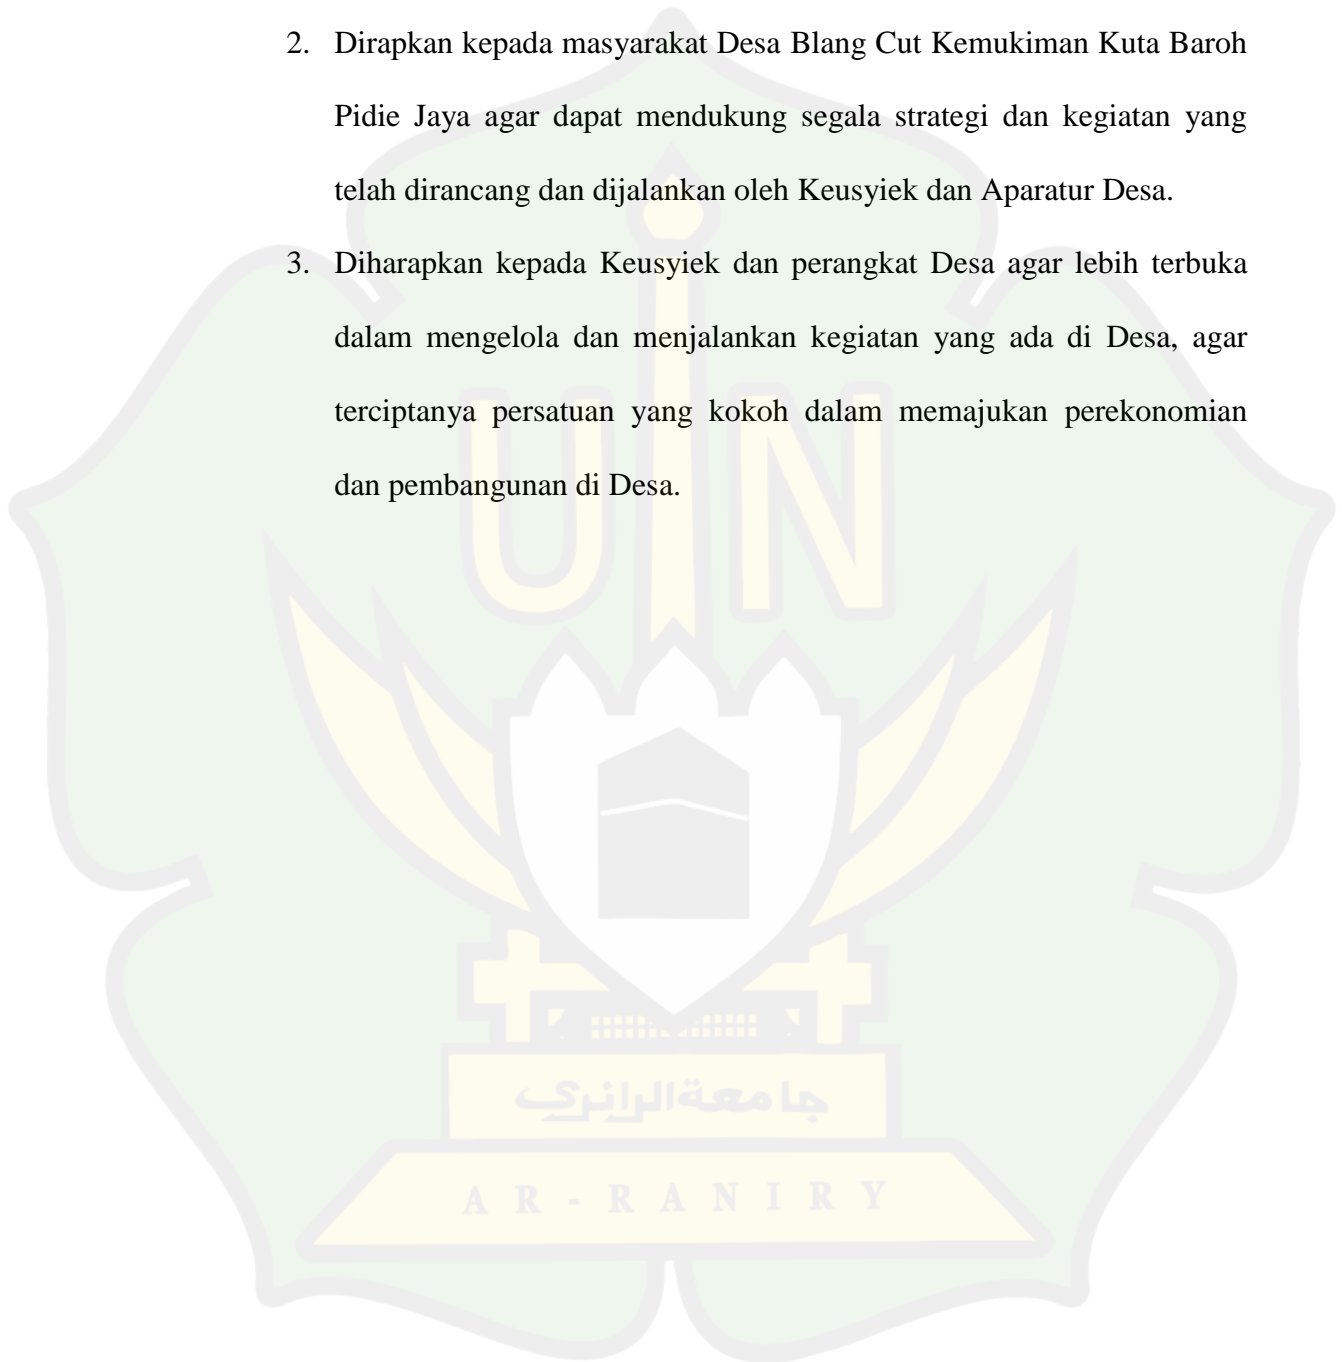 2. Dirapkan kepada masyarakat Desa Blang Cut Kemukiman Kuta Baroh
Pidie Jaya agar dapat mendukung segala strategi dan kegiatan yang
telah dirancang dan dijalankan oleh Keusyiek dan Aparatur Desa.
3. Diharapkan kepada Keusyiek dan perangkat Desa agar lebih terbuka
dalam mengelola dan menjalankan kegiatan yang ada di Desa, agar
terciptanya persatuan yang kokoh dalam memajukan perekonomian
dan pembangunan di Desa.
UIN
جامعة الرانري
AR-RANIRY